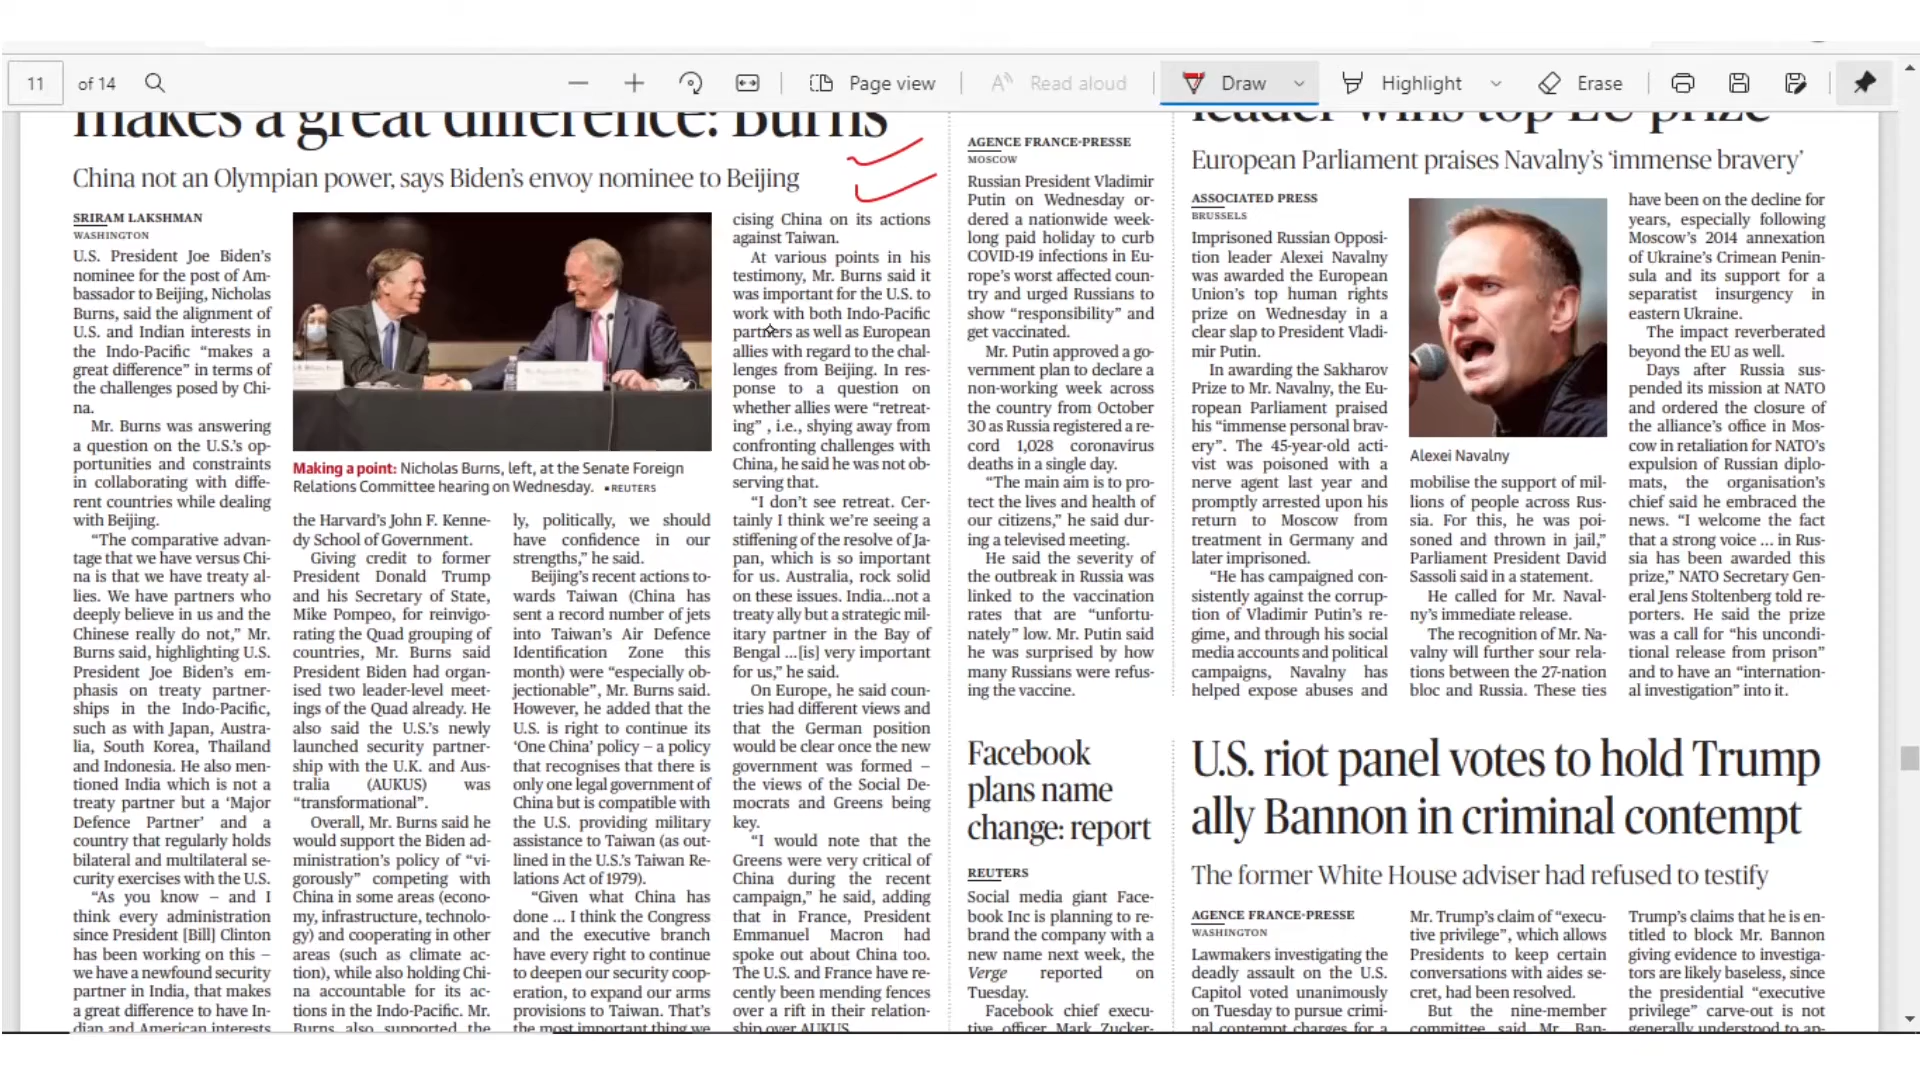 11 of 14 Page view Read aloud Draw Highlight Erase
makes a great difference: Burns
China not an Olympian power, says Biden's envoy nominee to Beijing
SRIRAM LAKSHMAN
WASHINGTON
U.S. President Joe Biden's
nominee for the post of Am-
bassador to Beijing, Nicholas
Burns, said the alignment of
U.S. and Indian interests in
the Indo-Pacific “makes a
great difference” in terms of
the challenges posed by Chi-
na.
Mr. Burns was answering
a question on the U.S.'s op-
portunities and constraints
in collaborating with diffe-
rent countries while dealing
with Beijing.
“The comparative advan-
tage that we have versus Chi-
na is that we have treaty al-
lies. We have partners who
deeply believe in us and the
Chinese really do not,” Mr.
Burns said, highlighting U.S.
President Joe Biden's em-
phasis on treaty partner-
ships in the Indo-Pacific,
such as with Japan, Austra-
lia, South Korea, Thailand
and Indonesia. He also men-
tioned India which is not a
treaty partner but a ‘Major
Defence Partner’ and a
country that regularly holds
bilateral and multilateral se-
curity exercises with the U.S.
“As you know – and I
think every administration
since President [Bill] Clinton
has been working on this –
we have a newfound security
partner in India, that makes
a great difference to have In-
dian and American interests
Making a point: Nicholas Burns, left, at the Senate Foreign
Relations Committee hearing on Wednesday. ▪REUTERS
the Harvard's John F. Kenne-
dy School of Government.
Giving credit to former
President Donald Trump
and his Secretary of State,
Mike Pompeo, for reinvigo-
rating the Quad grouping of
countries, Mr. Burns said
President Biden had organ-
ised two leader-level meet-
ings of the Quad already. He
also said the U.S.'s newly
launched security partner-
ship with the U.K. and Aus-
tralia (AUKUS) was
“transformational”.
Overall, Mr. Burns said he
would support the Biden ad-
ministration's policy of “vi-
gorously” competing with
China in some areas (econo-
my, infrastructure, technolo-
gy) and cooperating in other
areas (such as climate ac-
tion), while also holding Chi-
na accountable for its ac-
tions in the Indo-Pacific. Mr.
Burns also supported the
ly, politically, we should
have confidence in our
strengths,” he said.
Beijing's recent actions to-
wards Taiwan (China has
sent a record number of jets
into Taiwan's Air Defence
Identification Zone this
month) were “especially ob-
jectionable”, Mr. Burns said.
However, he added that the
U.S. is right to continue its
‘One China’ policy – a policy
that recognises that there is
only one legal government of
China but is compatible with
the U.S. providing military
assistance to Taiwan (as out-
lined in the U.S.'s Taiwan Re-
lations Act of 1979).
“Given what China has
done ... I think the Congress
and the executive branch
have every right to continue
to deepen our security coop-
eration, to expand our arms
provisions to Taiwan. That's
the most important thing we
cising China on its actions
against Taiwan.
At various points in his
testimony, Mr. Burns said it
was important for the U.S. to
work with both Indo-Pacific
partners as well as European
allies with regard to the chal-
lenges from Beijing. In res-
ponse to a question on
whether allies were “retreat-
ing” , i.e., shying away from
confronting challenges with
China, he said he was not ob-
serving that.
“I don't see retreat. Cer-
tainly I think we're seeing a
stiffening of the resolve of Ja-
pan, which is so important
for us. Australia, rock solid
on these issues. India...not a
treaty ally but a strategic mil-
itary partner in the Bay of
Bengal ...[is] very important
for us,” he said.
On Europe, he said coun-
tries had different views and
that the German position
would be clear once the new
government was formed –
the views of the Social De-
mocrats and Greens being
key.
“I would note that the
Greens were very critical of
China during the recent
campaign,” he said, adding
that in France, President
Emmanuel Macron had
spoke out about China too.
The U.S. and France have re-
cently been mending fences
over a rift in their relation-
ship over AUKUS.
AGENCE FRANCE-PRESSE
MOSCOW
Russian President Vladimir
Putin on Wednesday or-
dered a nationwide week-
long paid holiday to curb
COVID-19 infections in Eu-
rope's worst affected coun-
try and urged Russians to
show “responsibility” and
get vaccinated.
Mr. Putin approved a go-
vernment plan to declare a
non-working week across
the country from October
30 as Russia registered a re-
cord 1,028 coronavirus
deaths in a single day.
“The main aim is to pro-
tect the lives and health of
our citizens,” he said dur-
ing a televised meeting.
He said the severity of
the outbreak in Russia was
linked to the vaccination
rates that are “unfortu-
nately” low. Mr. Putin said
he was surprised by how
many Russians were refus-
ing the vaccine.
Facebook
plans name
change: report
REUTERS
Social media giant Face-
book Inc is planning to re-
brand the company with a
new name next week, the
Verge reported on
Tuesday.
Facebook chief execu-
tive officer Mark Zucker-
leader wins top EU prize
European Parliament praises Navalny's ‘immense bravery’
ASSOCIATED PRESS
BRUSSELS
Imprisoned Russian Opposi-
tion leader Alexei Navalny
was awarded the European
Union's top human rights
prize on Wednesday in a
clear slap to President Vladi-
mir Putin.
In awarding the Sakharov
Prize to Mr. Navalny, the Eu-
ropean Parliament praised
his “immense personal brav-
ery”. The 45-year-old acti-
vist was poisoned with a
nerve agent last year and
promptly arrested upon his
return to Moscow from
treatment in Germany and
later imprisoned.
“He has campaigned con-
sistently against the corrup-
tion of Vladimir Putin's re-
gime, and through his social
media accounts and political
campaigns, Navalny has
helped expose abuses and
Alexei Navalny
mobilise the support of mil-
lions of people across Rus-
sia. For this, he was poi-
soned and thrown in jail,”
Parliament President David
Sassoli said in a statement.
He called for Mr. Naval-
ny's immediate release.
The recognition of Mr. Na-
valny will further sour rela-
tions between the 27-nation
bloc and Russia. These ties
have been on the decline for
years, especially following
Moscow's 2014 annexation
of Ukraine's Crimean Penin-
sula and its support for a
separatist insurgency in
eastern Ukraine.
The impact reverberated
beyond the EU as well.
Days after Russia sus-
pended its mission at NATO
and ordered the closure of
the alliance's office in Mos-
cow in retaliation for NATO's
expulsion of Russian diplo-
mats, the organisation's
chief said he embraced the
news. “I welcome the fact
that a strong voice ... in Rus-
sia has been awarded this
prize,” NATO Secretary Gen-
eral Jens Stoltenberg told re-
porters. He said the prize
was a call for “his uncondi-
tional release from prison”
and to have an “internation-
al investigation” into it.
U.S. riot panel votes to hold Trump
ally Bannon in criminal contempt
The former White House adviser had refused to testify
AGENCE FRANCE-PRESSE
WASHINGTON
Lawmakers investigating the
deadly assault on the U.S.
Capitol voted unanimously
on Tuesday to pursue crimi-
nal contempt charges for a
Mr. Trump's claim of “execu-
tive privilege”, which allows
Presidents to keep certain
conversations with aides se-
cret, had been resolved.
But the nine-member
committee said Mr. Ban-
Trump's claims that he is en-
titled to block Mr. Bannon
giving evidence to investiga-
tors are likely baseless, since
the presidential “executive
privilege” carve-out is not
generally understood to ap-